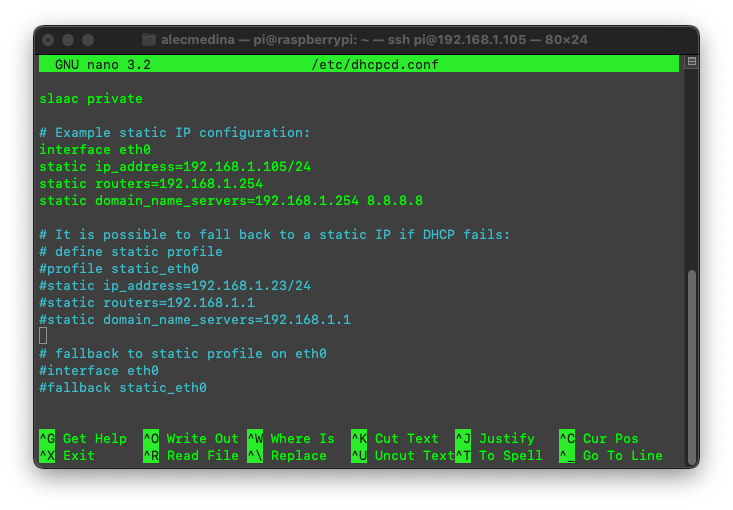 alecmedina — pi@raspberrypi: ~ — ssh pi@192.168.1.105 — 80×24
GNU nano 3.2 /etc/dhcpcd.conf
slaac private
# Example static IP configuration:
interface eth0
static ip_address=192.168.1.105/24
static routers=192.168.1.254
static domain_name_servers=192.168.1.254 8.8.8.8
# It is possible to fall back to a static IP if DHCP fails:
# define static profile
#profile static_eth0
#static ip_address=192.168.1.23/24
#static routers=192.168.1.1
#static domain_name_servers=192.168.1.1
# fallback to static profile on eth0
#interface eth0
#fallback static_eth0
^G Get Help ^O Write Out ^W Where Is ^K Cut Text ^J Justify ^C Cur Pos
^X Exit ^R Read File ^\ Replace ^U Uncut Text ^T To Spell ^_ Go To Line